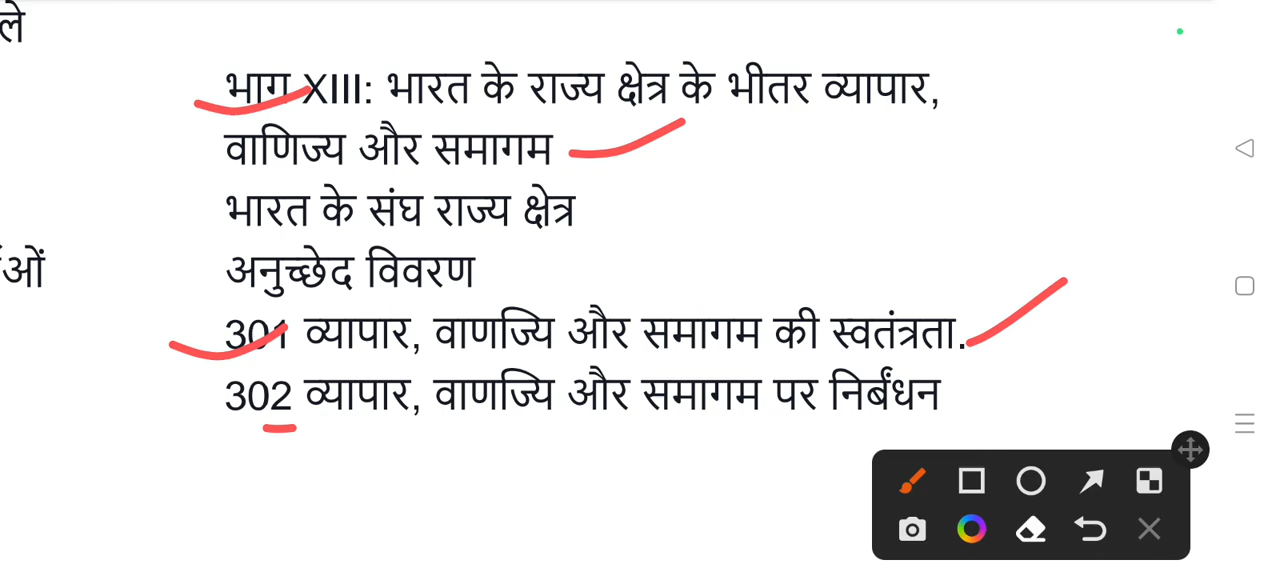 ले
भाग XIII: भारत के राज्य क्षेत्र के भीतर व्यापार,
वाणिज्य और समागम
भारत के संघ राज्य क्षेत्र
अनुच्छेद विवरण
301 व्यापार, वाणज्यि और समागम की स्वतंत्रता.
302 व्यापार, वाणज्यि और समागम पर निर्बंधन